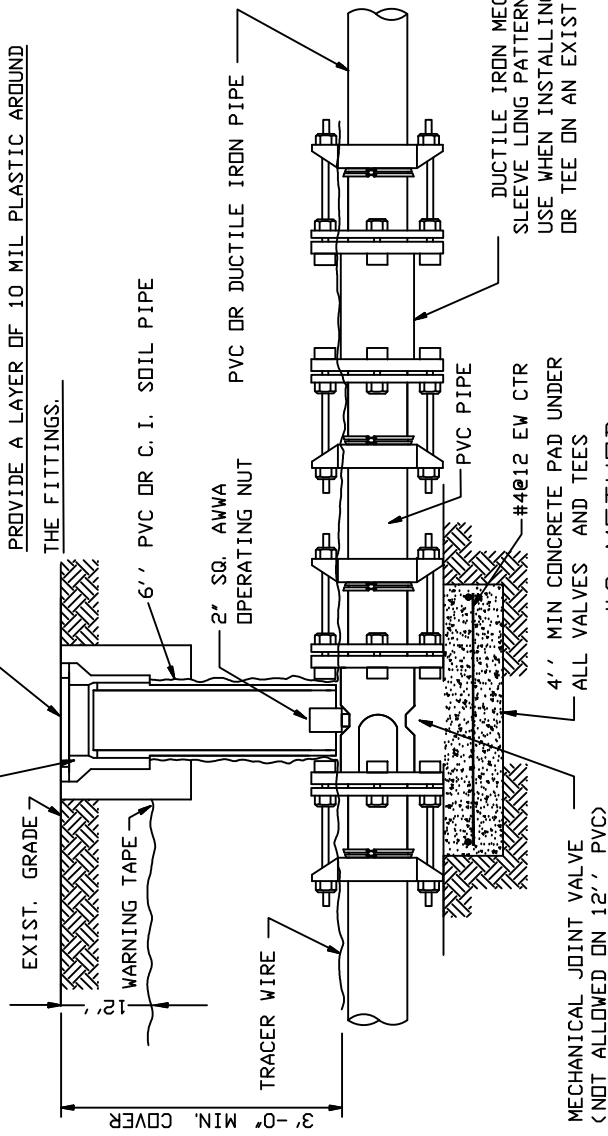 PROVIDE A LAYER OF 10 MIL PLASTIC AROUND
THE FITTINGS.
EXIST. GRADE
WARNING TAPE
12''
3'-0" MIN. COVER
TRACER WIRE
6'' PVC OR C.I. SOIL PIPE
2" SQ. AWWA
OPERATING NUT
PVC OR DUCTILE IRON PIPE
PVC PIPE
#4@12 EW CTR
4'' MIN CONCRETE PAD UNDER
ALL VALVES AND TEES
MECHANICAL JOINT VALVE
(NOT ALLOWED ON 12'' PVC)
DUCTILE IRON
SLEEVE LONG PATTERN
USE WHEN INSTALLING
OR TEE ON AN EXIST